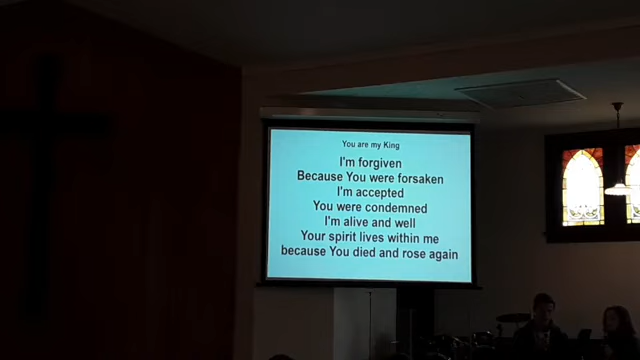 You are my King
I'm forgiven
Because You were forsaken
I'm accepted
You were condemned
I'm alive and well
Your spirit lives within me
because You died and rose again